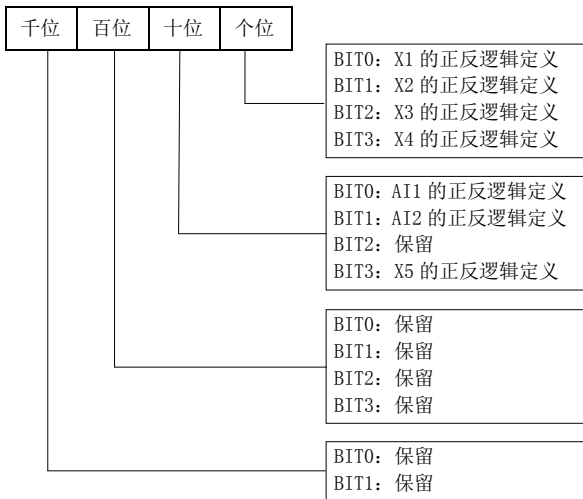 千位 百位 十位 个位
BIT0: X1 的正反逻辑定义
BIT1: X2 的正反逻辑定义
BIT2: X3 的正反逻辑定义
BIT3: X4 的正反逻辑定义
BIT0: AI1 的正反逻辑定义
BIT1: AI2 的正反逻辑定义
BIT2: 保留
BIT3: X5 的正反逻辑定义
BIT0: 保留
BIT1: 保留
BIT2: 保留
BIT3: 保留
BIT0: 保留
BIT1: 保留